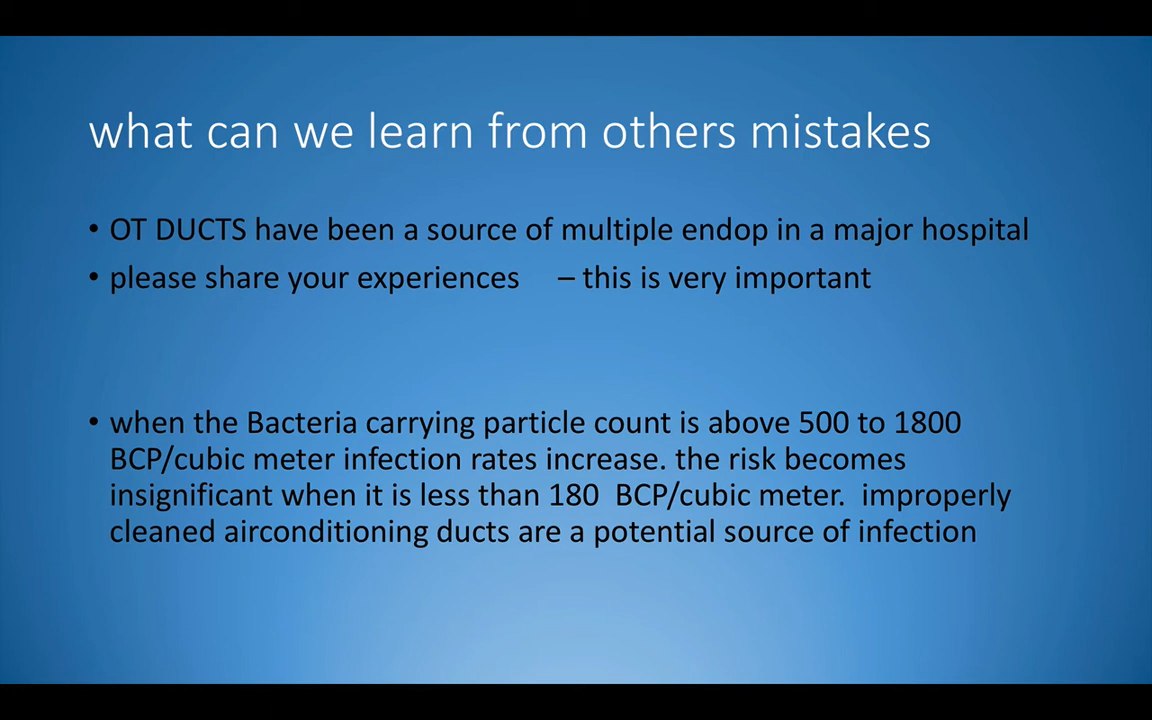 what can we learn from others mistakes
• OT DUCTS have been a source of multiple endop in a major hospital
• please share your experiences – this is very important
• when the Bacteria carrying particle count is above 500 to 1800
BCP/cubic meter infection rates increase. the risk becomes
insignificant when it is less than 180 BCP/cubic meter. improperly
cleaned airconditioning ducts are a potential source of infection